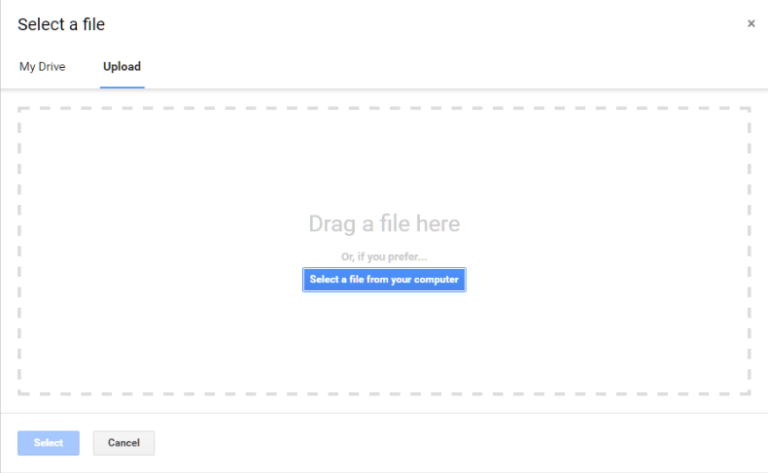 Select a file
×
My Drive Upload
Drag a file here
Or, if you prefer...
Select a file from your computer
Select Cancel